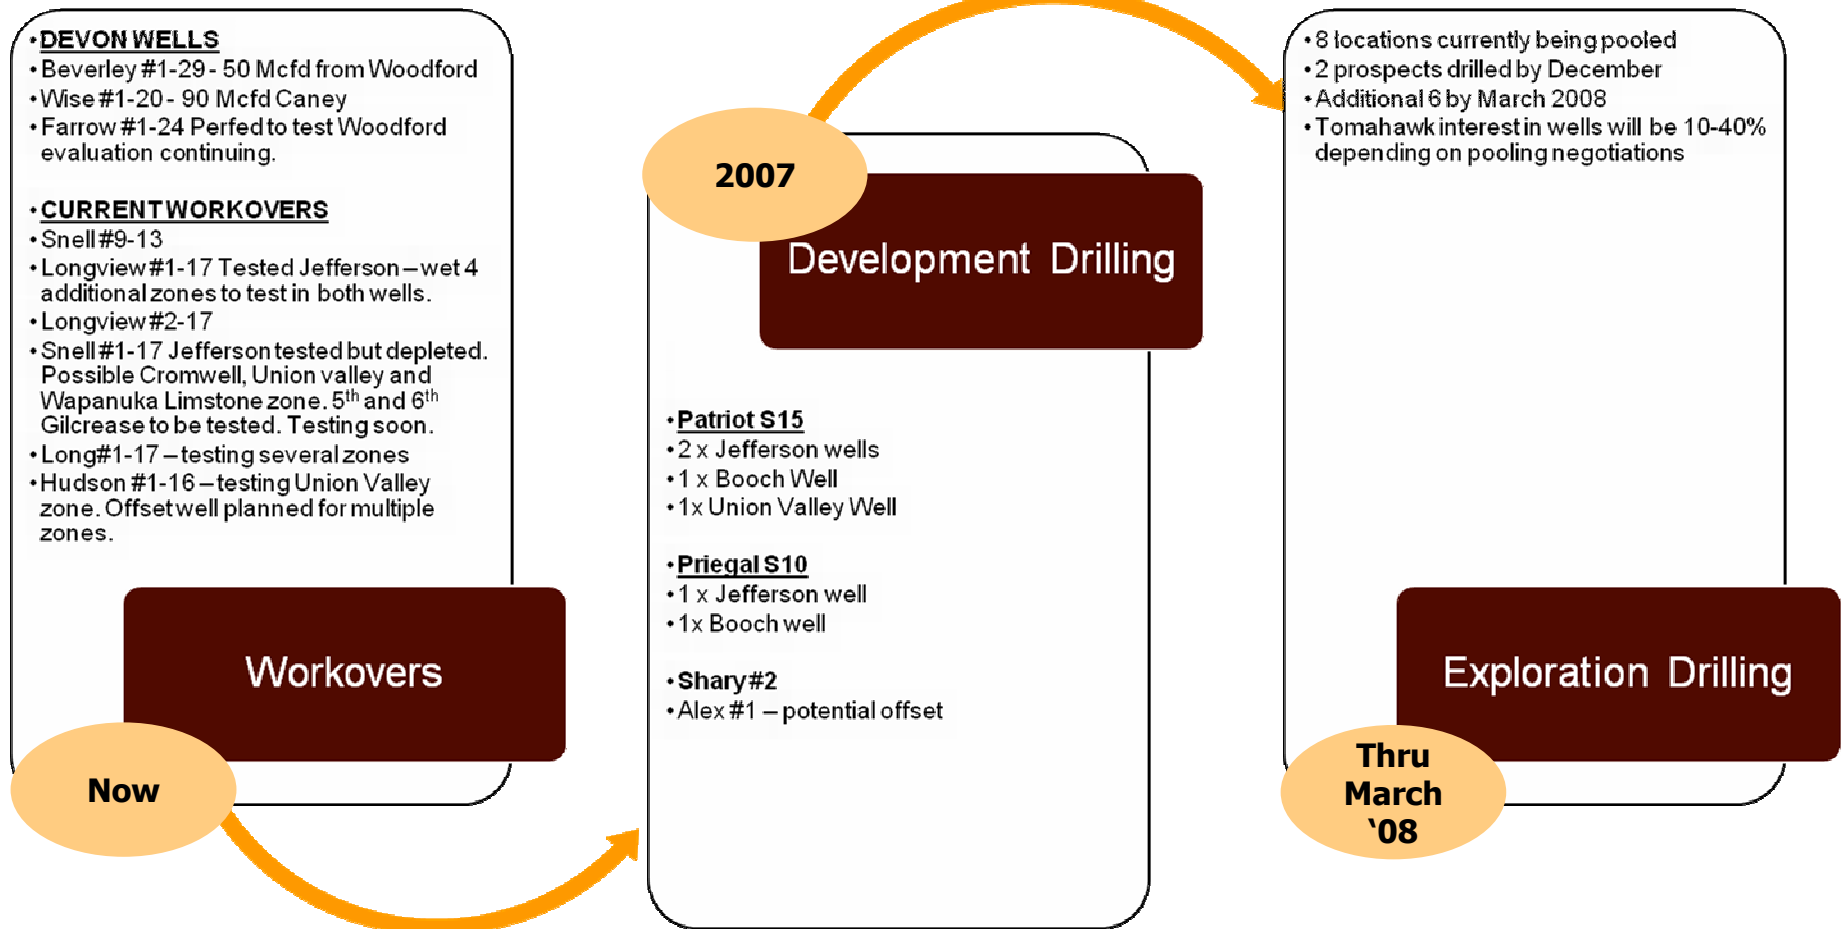 •DEVON WELLS
•Beverley #1-29 - 50 Mcfd from Woodford
•Wise #1-20 - 90 Mcfd Caney
•Farrow #1-24 Perfed to test Woodford
evaluation continuing.
•CURRENT WORKOVERS
•Snell #9-13
•Longview #1-17 Tested Jefferson – wet 4
additional zones to test in both wells.
•Longview #2-17
•Snell #1-17 Jefferson tested but depleted.
Possible Cromwell, Union valley and
Wapanuka Limstone zone. 5th and 6th
Gilcrease to be tested. Testing soon.
•Long#1-17 – testing several zones
•Hudson #1-16 – testing Union Valley
zone. Offset well planned for multiple
zones.
Workovers
Now
2007
Development Drilling
•Patriot S15
•2 x Jefferson wells
•1 x Booch Well
•1x Union Valley Well
•Priegal S10
•1 x Jefferson well
•1x Booch well
•Shary #2
•Alex #1 – potential offset
•8 locations currently being pooled
•2 prospects drilled by December
•Additional 6 by March 2008
•Tomahawk interest in wells will be 10-40%
depending on pooling negotiations
Exploration Drilling
Thru
March
‘08